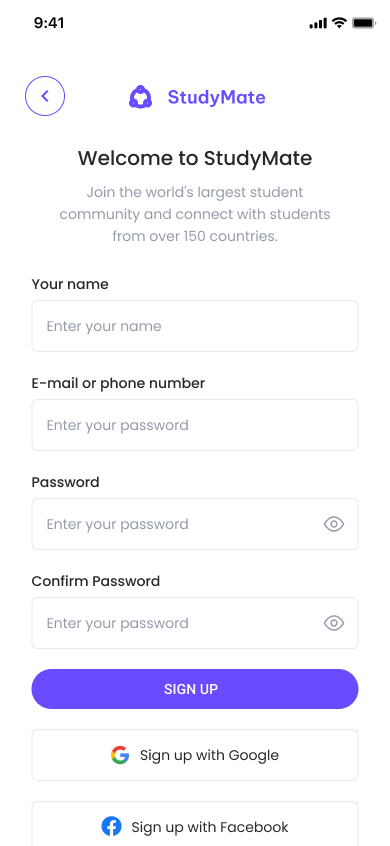 9:41
StudyMate
Welcome to StudyMate
Join the world's largest student
community and connect with students
from over 150 countries.
Your name
Enter your name
E-mail or phone number
Enter your password
Password
Enter your password
Confirm Password
Enter your password
SIGN UP
Sign up with Google
Sign up with Facebook